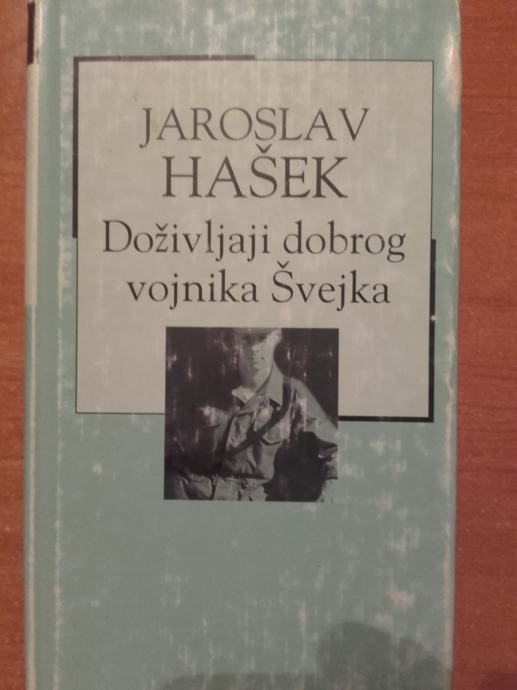 JAROSLAV
HAŠEK
Doživljaji dobrog
vojnika Švejka